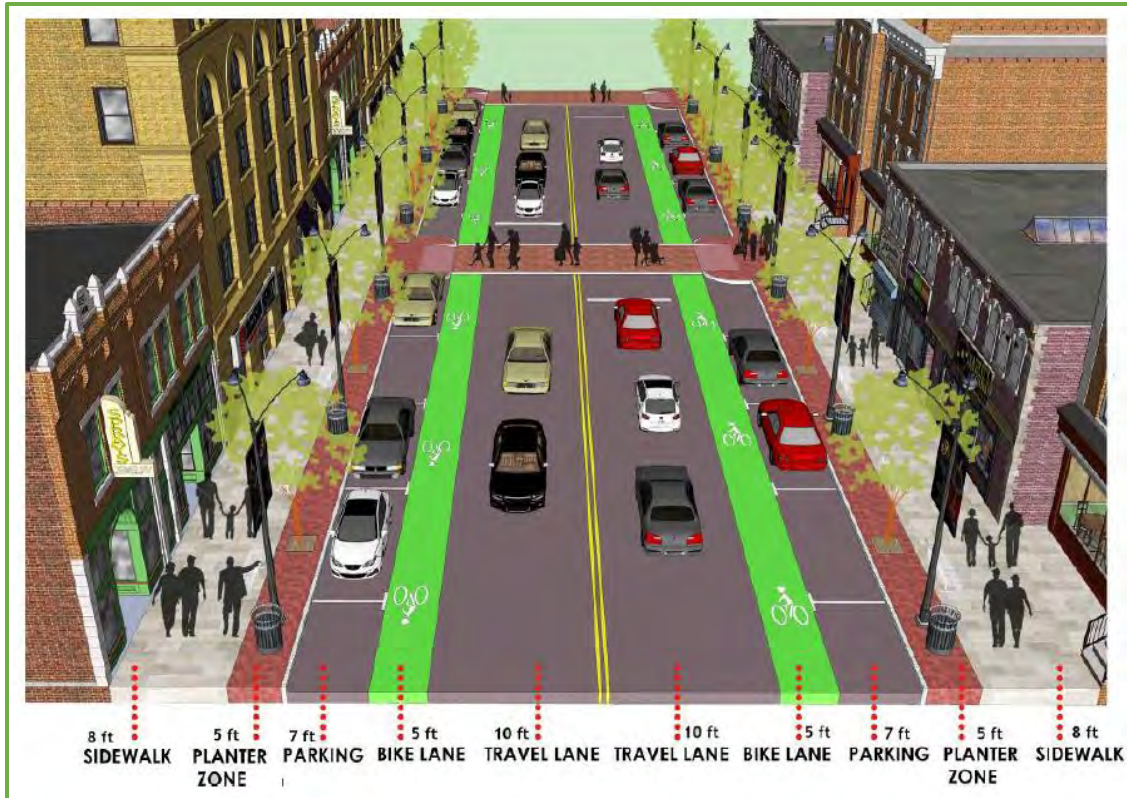 8 ft 5 ft 7 ft 5 ft 10 ft 10 ft 5 ft 7 ft 5 ft 8 ft
SIDEWALK PLANTER PARKING BIKE LANE TRAVEL LANE TRAVEL LANE BIKE LANE PARKING PLANTER SIDEWALK
ZONE ZONE